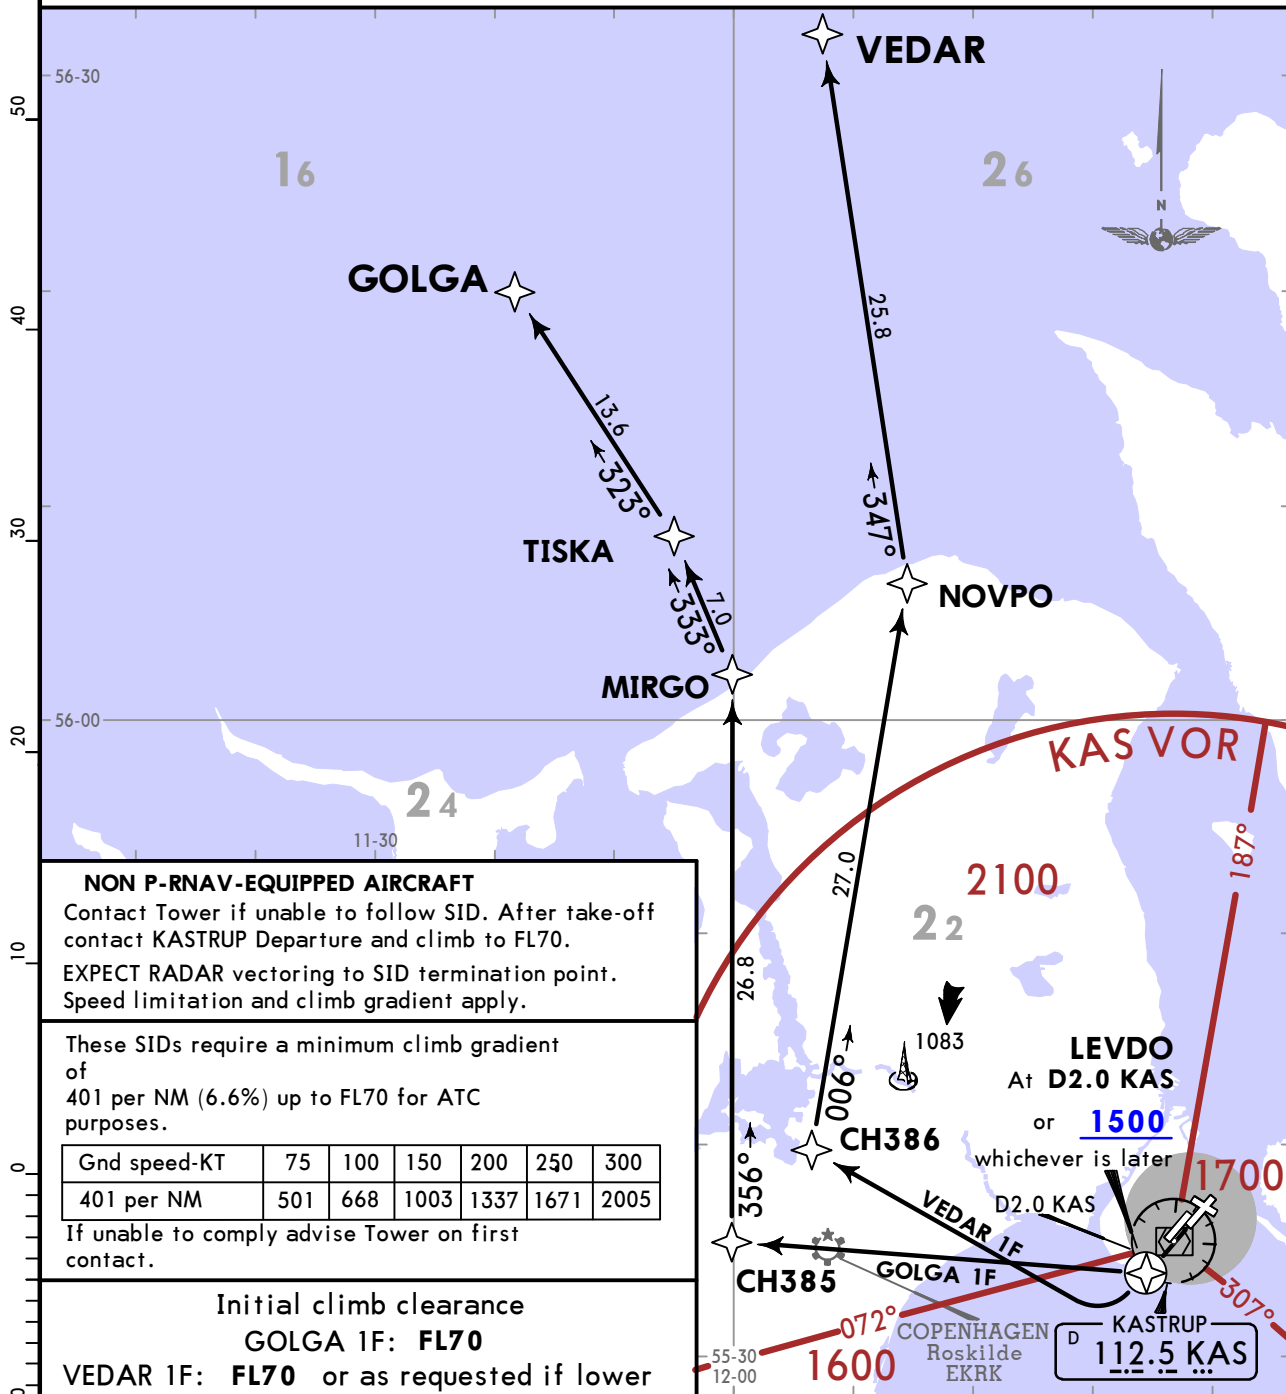 VEDAR
56-30
50
16
26
N
GOLGA
40
25.8
13.6
323°
347°
30
TISKA
NOVPO
7.0
333°
MIRGO
56-00
20
KAS VOR
24
11-30
187°
27.0
2100
22
NON P-RNAV-EQUIPPED AIRCRAFT
Contact Tower if unable to follow SID. After take-off
contact KASTRUP Departure and climb to FL70.
EXPECT RADAR vectoring to SID termination point.
Speed limitation and climb gradient apply.
10
26.8
1083
These SIDs require a minimum climb gradient
of
401 per NM (6.6%) up to FL70 for ATC
purposes.
Gnd speed-KT 75 100 150 200 250 300
401 per NM 501 668 1003 1337 1671 2005
If unable to comply advise Tower on first
contact.
0
006°
356°
CH386
LEVDO
At D2.0 KAS
or 1500
whichever is later
D2.0 KAS
1700
VEDAR 1F
GOLGA 1F
CH385
072°
307°
COPENHAGEN
Roskilde
EKRK
KASTRUP
D 112.5 KAS
1600
55-30
12-00
Initial climb clearance
GOLGA 1F: FL70
VEDAR 1F: FL70 or as requested if lower